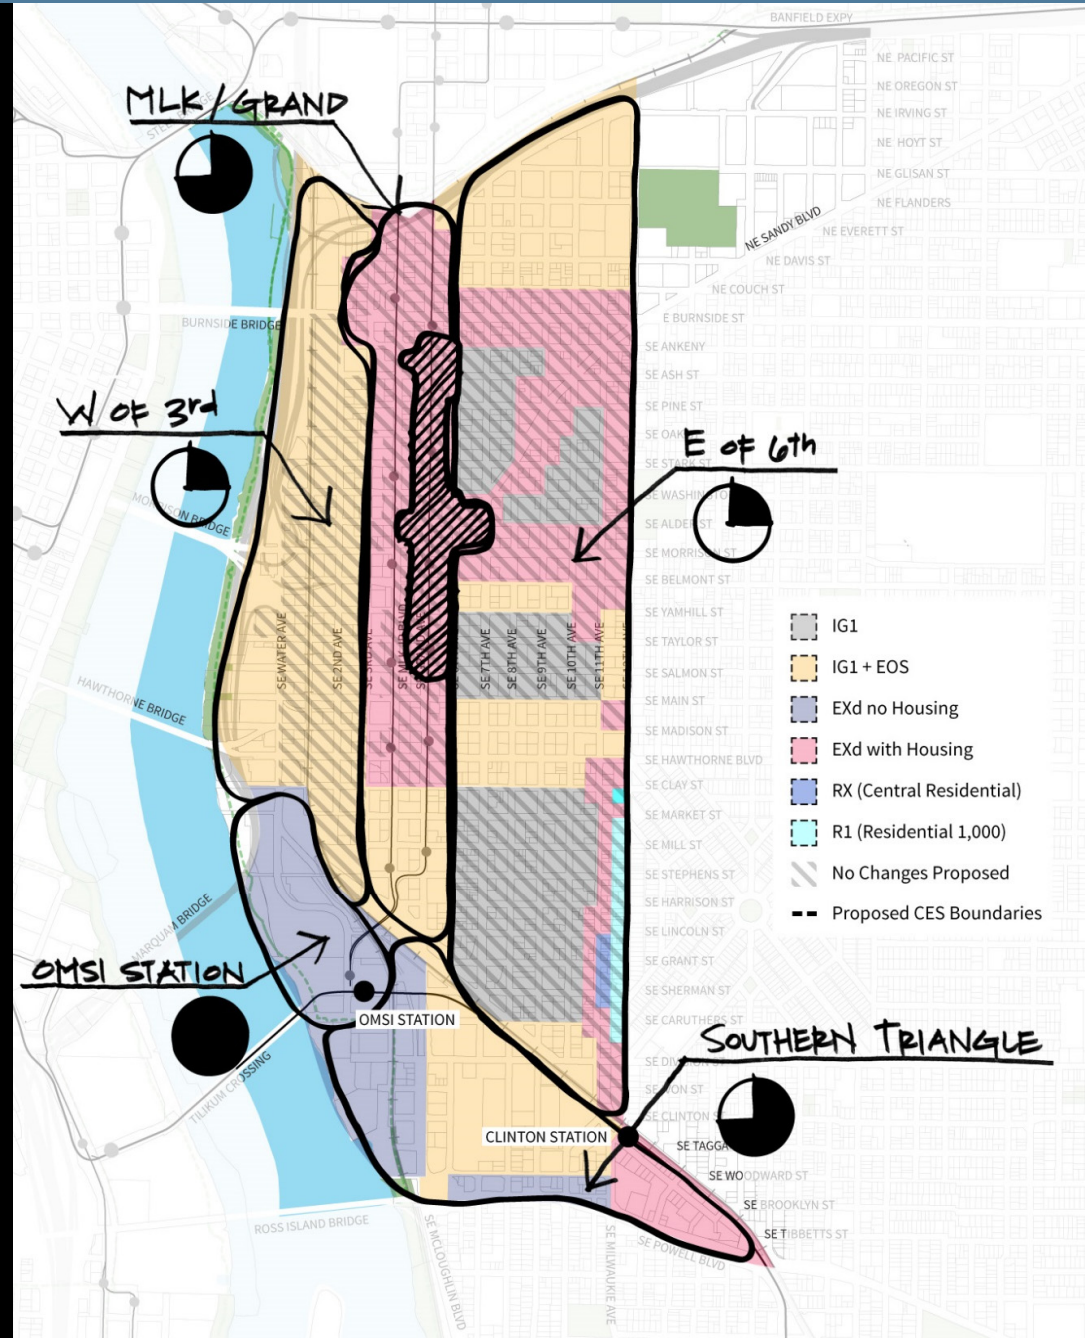 BANFIELD EXPY
NE PACIFIC ST
NE OREGON ST
NE IRVING ST
NE HOYT ST
NE GLISAN ST
NE FLANDERS
NE SANDY BLVD
NE EVERETT ST
NE DAVIS ST
NE COUCH ST
E BURNSIDE ST
SE ANKENY
SE ASH ST
SE PINE ST
SE OAK
SE STARK ST
SE WASHINGTO
SE ALDER ST
SE MORRISON ST
SE BELMONT ST
SE YAMHILL ST
SE TAYLOR ST
SE SALMON ST
SE MAIN ST
SE MADISON ST
SE HAWTHORNE BLVD
SE CLAY ST
SE MARKET ST
SE MILL ST
SE STEPHENS ST
SE HARRISON ST
SE LINCOLN ST
SE GRANT ST
SE SHERMAN ST
SE CARUTHERS ST
SE CLINTON ST
SE TAGGA
SE WOODWARD ST
SE BROOKLYN ST
SE TIBBETTS ST
MLK/GRAND
W OF 3rd
E OF 6th
OMSI STATION
SOUTHERN TRIANGLE
BURNSIDE BRIDGE
MORRISON BRIDGE
HAWTHORNE BRIDGE
MARQUAM BRIDGE
TILIKUM CROSSING
ROSS ISLAND BRIDGE
SE WATER AVE
SE 2ND AVE
SE 3RD AVE
SE 7TH AVE
SE 8TH AVE
SE 9TH AVE
SE 10TH AVE
SE 11TH AVE
OMSI STATION
CLINTON STATION
SE MCLOUGHLIN BLVD
SE MILWAUKIE AVE
SE POWELL BLVD
IG1
IG1 + EOS
EXd no Housing
EXd with Housing
RX (Central Residential)
R1 (Residential 1,000)
No Changes Proposed
Proposed CES Boundaries